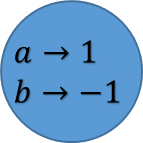 a → 1
b → −1